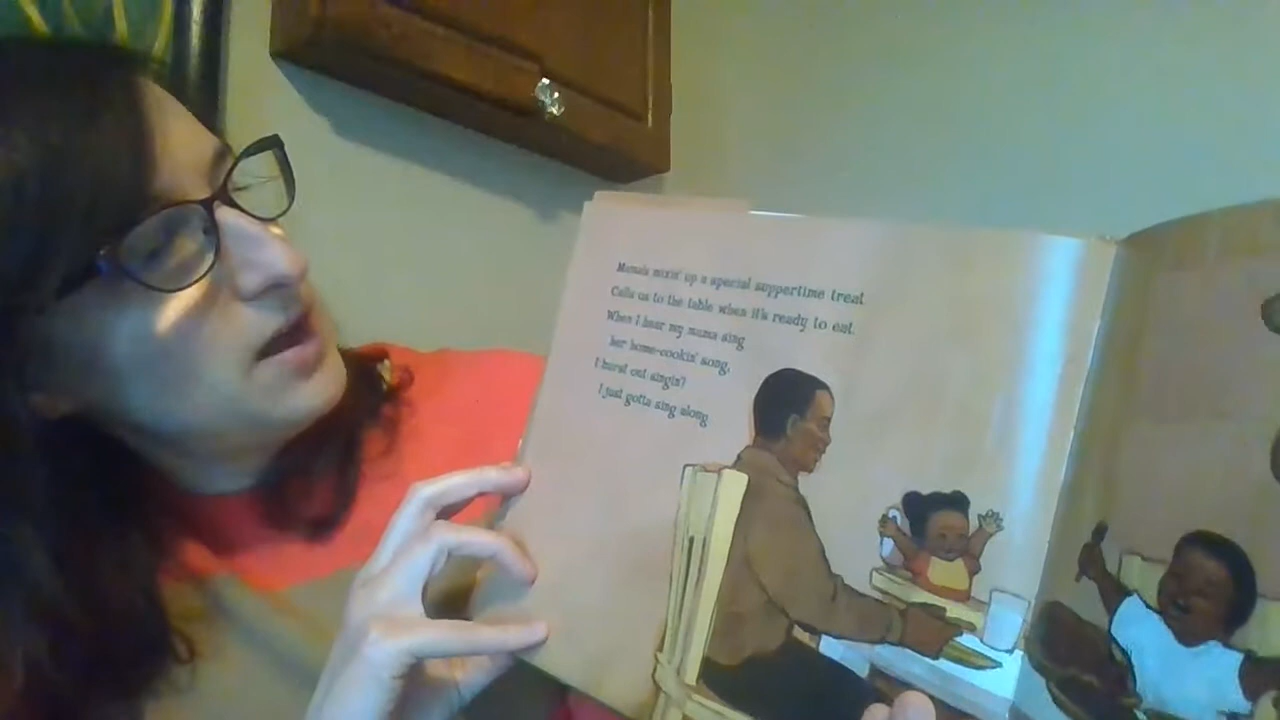 Mama's mixin' up a special suppertime treat.
Calls us to the table when it's ready to eat.
When I hear my mama sing
her home-cookin' song,
I burst out singin'!
I just gotta sing along